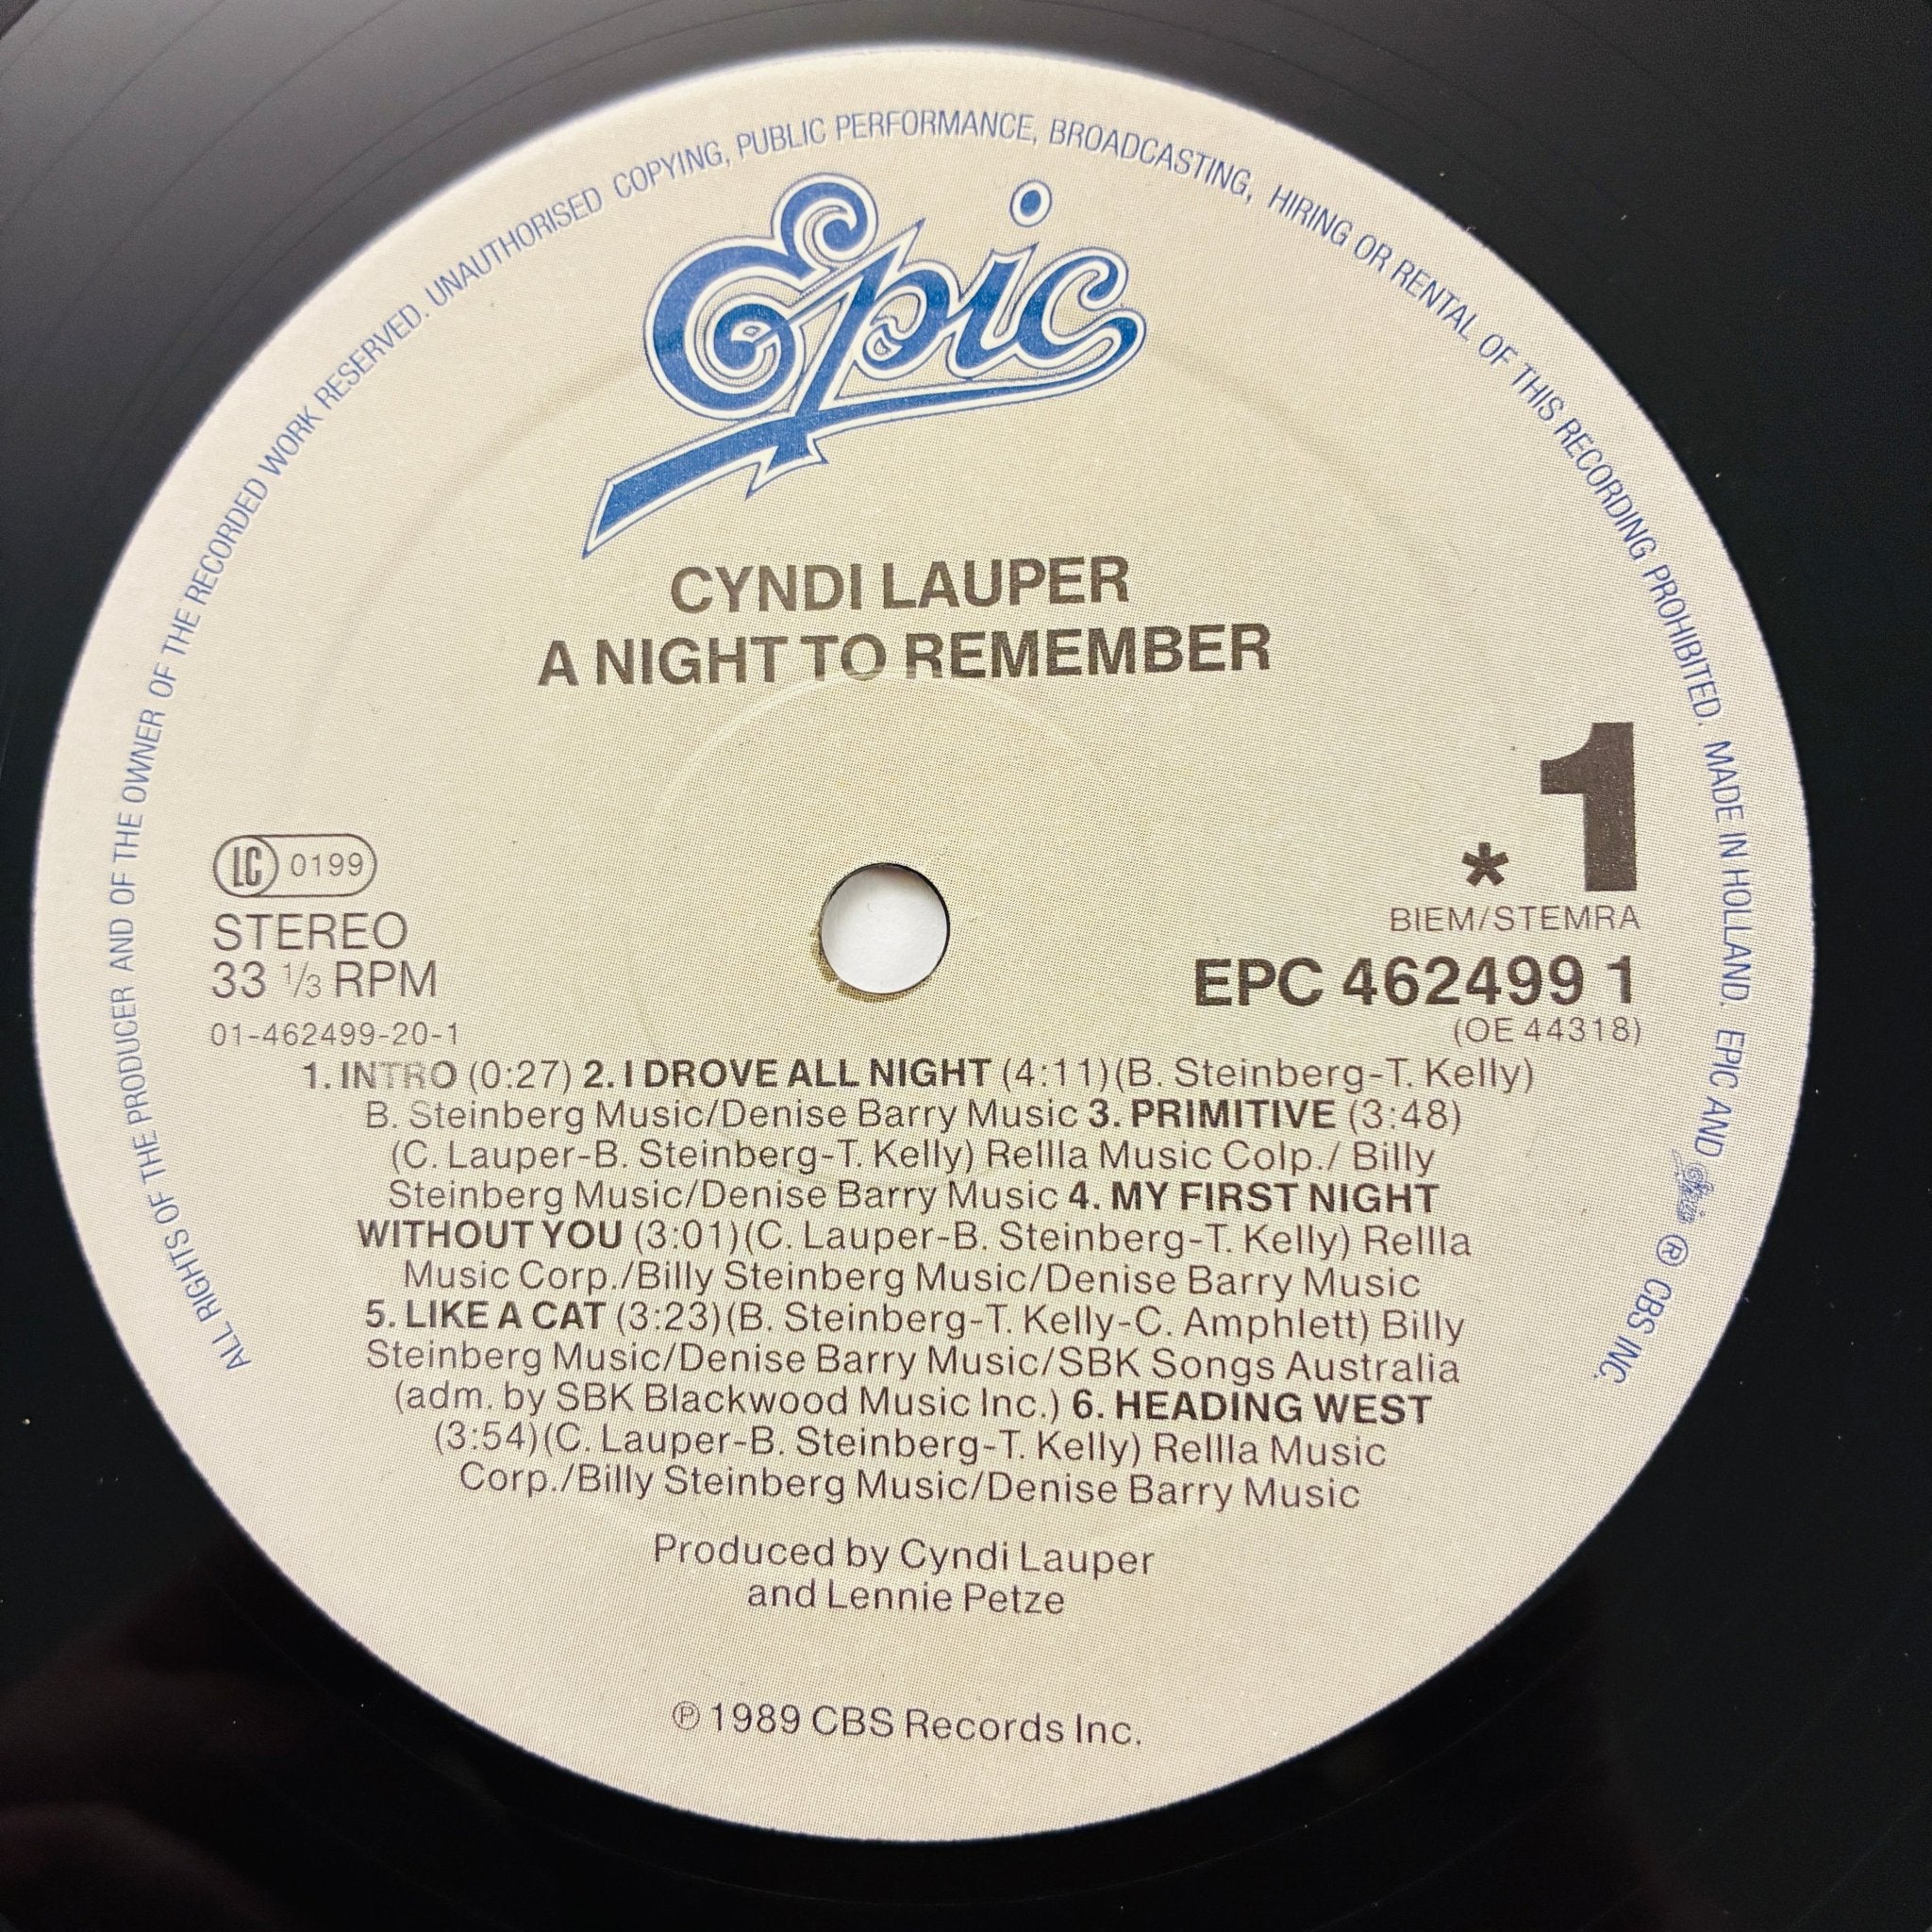 ALL RIGHTS OF THE PRODUCER AND OF THE OWNER OF THE RECORDED WORK RESERVED. UNAUTHORISED COPYING, PUBLIC PERFORMANCE, BROADCASTING, HIRING OR RENTAL OF THIS RECORDING PROHIBITED. MADE IN HOLLAND. EPIC AND Epic ® CBS INC.
Epic
CYNDI LAUPER
A NIGHT TO REMEMBER
1
*
LC 0199
BIEM/STEMRA
STEREO
EPC 462499 1
33 1/3 RPM
(OE 44318)
01-462499-20-1
1. INTRO (0:27) 2. I DROVE ALL NIGHT (4:11)(B. Steinberg-T. Kelly)
B. Steinberg Music/Denise Barry Music 3. PRIMITIVE (3:48)
(C. Lauper-B. Steinberg-T. Kelly) Rellla Music Colp./ Billy
Steinberg Music/Denise Barry Music 4. MY FIRST NIGHT
WITHOUT YOU (3:01)(C. Lauper-B. Steinberg-T. Kelly) Rellla
Music Corp./Billy Steinberg Music/Denise Barry Music
5. LIKE A CAT (3:23)(B. Steinberg-T. Kelly-C. Amphlett) Billy
Steinberg Music/Denise Barry Music/SBK Songs Australia
(adm. by SBK Blackwood Music Inc.) 6. HEADING WEST
(3:54)(C. Lauper-B. Steinberg-T. Kelly) Rellla Music
Corp./Billy Steinberg Music/Denise Barry Music
Produced by Cyndi Lauper
and Lennie Petze
℗ 1989 CBS Records Inc.